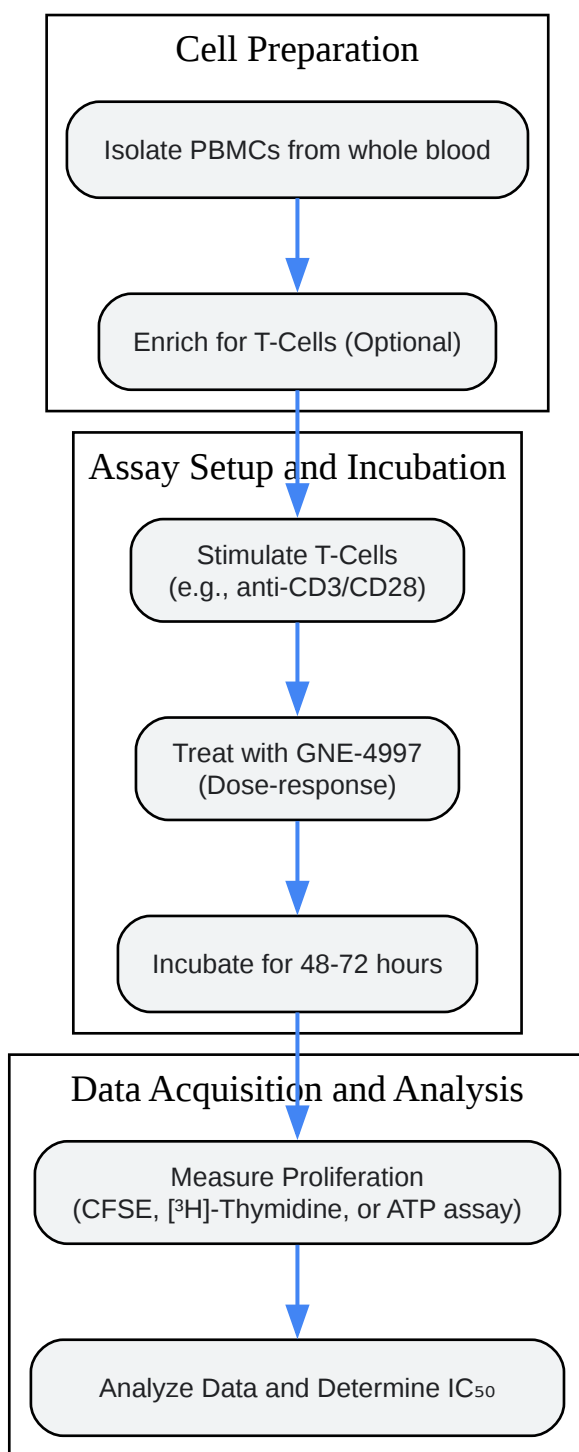 Cell Preparation
Isolate PBMCs from whole blood
Enrich for T-Cells (Optional)
Assay Setup and Incubation
Stimulate T-Cells
(e.g., anti-CD3/CD28)
Treat with GNE-4997
(Dose-response)
Incubate for 48-72 hours
Data Acquisition and Analysis
Measure Proliferation
(CFSE, [³H]-Thymidine, or ATP assay)
Analyze Data and Determine IC₅₀